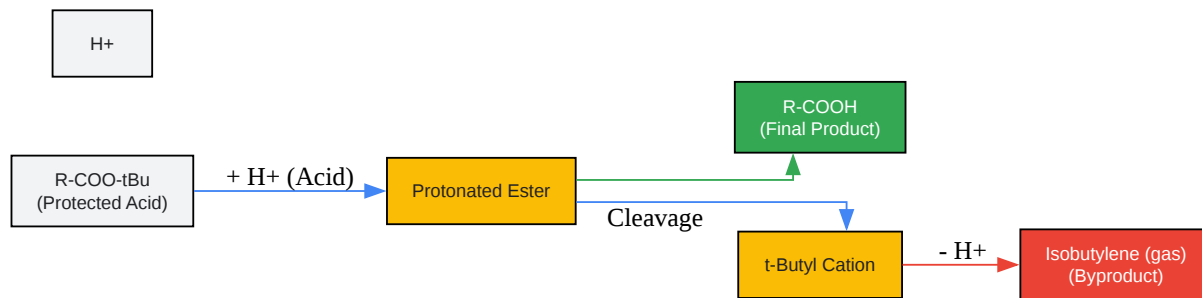 H+
R-COOH
(Final Product)
R-COO-tBu
(Protected Acid)
+ H+ (Acid)
Protonated Ester
Cleavage
t-Butyl Cation
- H+
Isobutylene (gas)
(Byproduct)